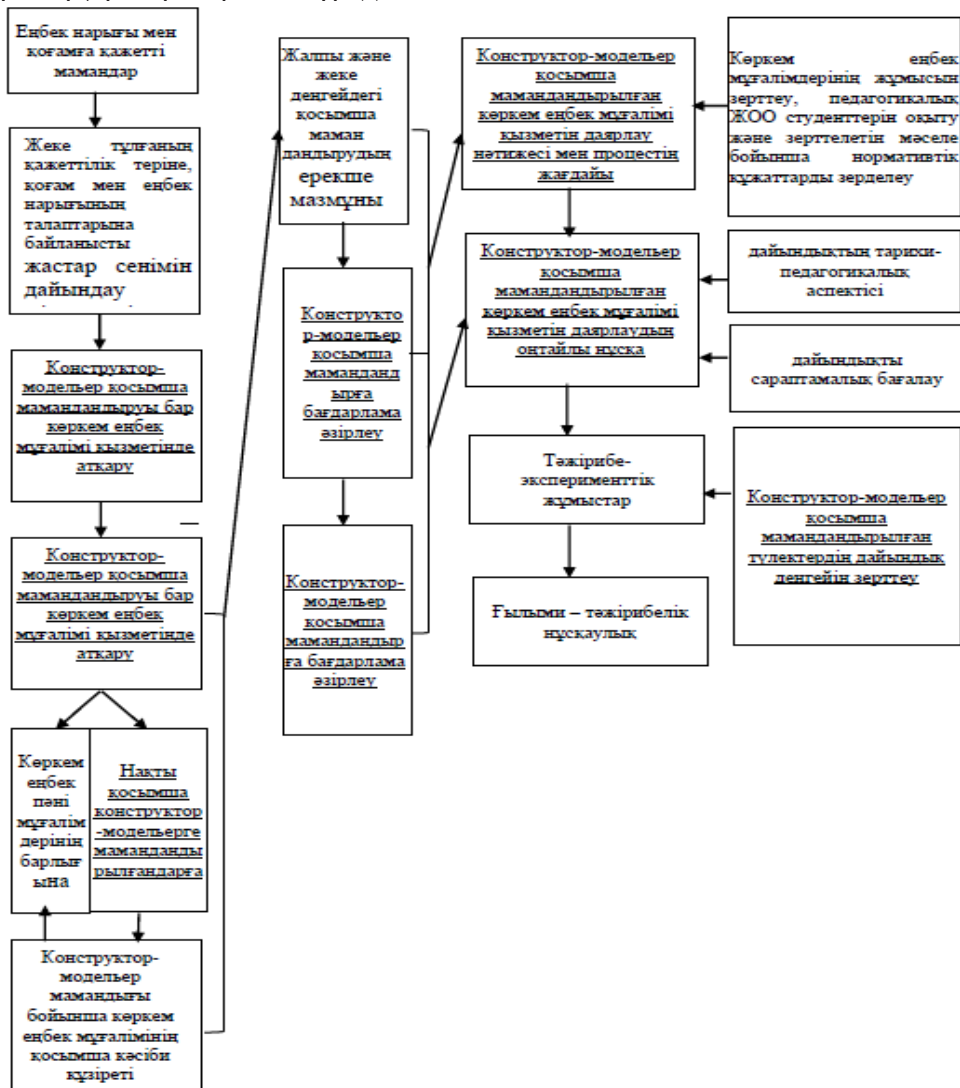 Еңбек нарығы мен
қоғамға қажетті
мамандар
Жеке тұлғаның
қажеттілік теріне,
қоғам мен еңбек
нарығының
талаптарына
байланысты
жастар сенімін
дайындау
Конструктор-
модельер қосымша
мамандандыруы бар
көркем еңбек
мұғалімі қызметінде
атқару
Конструктор-
модельер қосымша
мамандандыруы бар
көркем еңбек
мұғалімі қызметінде
атқару
Көркем
еңбек
пәні
мұғалім
дерінің
барлығ
ына
Нақты
қосымша
конструктор
-модельерге
маманданды
рылғандарға
Конструктор-
модельер
мамандығы
бойынша көркем
еңбек мұғалімінің
қосымша кәсіби
құзіреті
Жалпы және
жеке
деңгейдегі
қосымша
маман
дандырудың
ерекше
мазмұны
Конструкто
р-модельер
қосымша
маманданд
ырға
бағдарлама
әзірлеу
Конструктор-
модельер
қосымша
мамандандыр
ға бағдарлама
әзірлеу
Конструктор-модельер
қосымша
мамандандырылған
көркем еңбек мұғалімі
қызметін даярлау
нәтижесі мен процестің
жағдайы
Конструктор-модельер
қосымша
мамандандырылған
көркем еңбек мұғалімі
қызметін даярлаудың
оңтайлы нұсқа
Тәжірибе-
эксперименттік
жұмыстар
Ғылыми – тәжірибелік
нұсқаулық
Көркем еңбек
мұғалімдерінің жұмысын
зерттеу, педагогикалық
ЖОО студенттерін оқыту
және зерттелетін мәселе
бойынша нормативтік
құжаттарды зерделеу
дайындықтың тарихи-
педагогикалық
аспектісі
дайындықты
сараптамалық бағалау
Конструктор-модельер
қосымша
мамандандырылған
түлектердің дайындық
деңгейін зерттеу